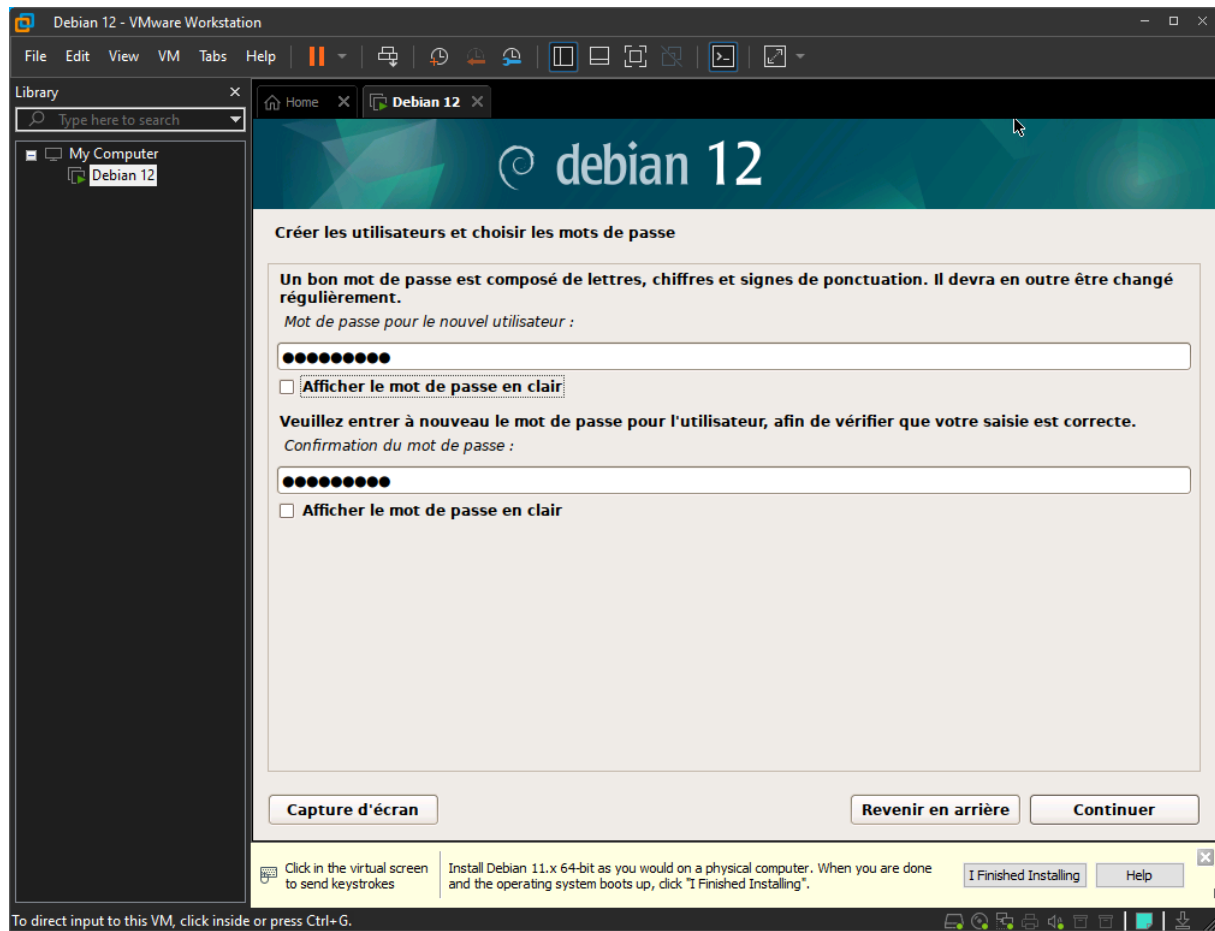 Debian 12 - VMware Workstation
File Edit View VM Tabs Help
Library
Home
Debian 12
Type here to search
My Computer
Debian 12
debian 12
Créer les utilisateurs et choisir les mots de passe
Un bon mot de passe est composé de lettres, chiffres et signes de ponctuation. Il devra en outre être changé
régulièrement.
Mot de passe pour le nouvel utilisateur :
●●●●●●●●●
Afficher le mot de passe en clair
Veuillez entrer à nouveau le mot de passe pour l'utilisateur, afin de vérifier que votre saisie est correcte.
Confirmation du mot de passe :
●●●●●●●●●
Afficher le mot de passe en clair
Capture d'écran
Revenir en arrière
Continuer
Click in the virtual screen
to send keystrokes
Install Debian 11.x 64-bit as you would on a physical computer. When you are done
and the operating system boots up, click "I Finished Installing".
I Finished Installing
Help
To direct input to this VM, click inside or press Ctrl+G.